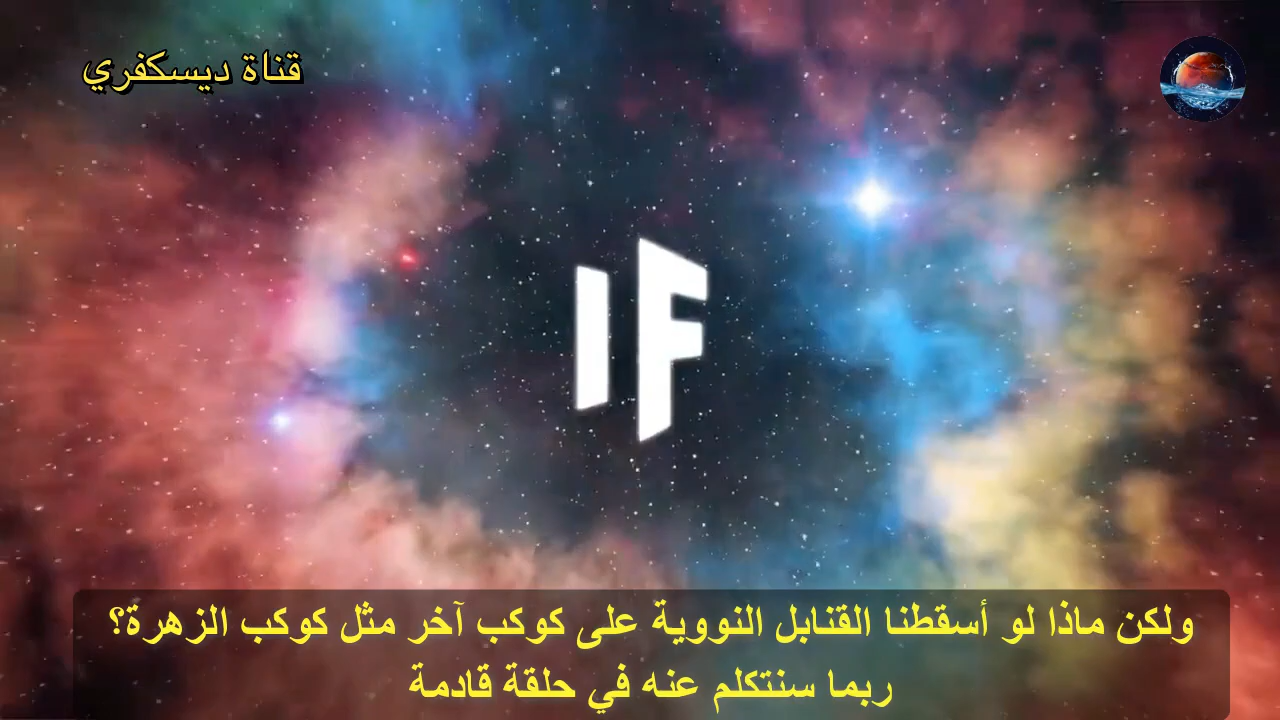 قناة ديسكفري
IF
ولكن ماذا لو أسقطنا القنابل النووية على كوكب آخر مثل كوكب الزهرة؟
ربما سنتكلم عنه في حلقة قادمة